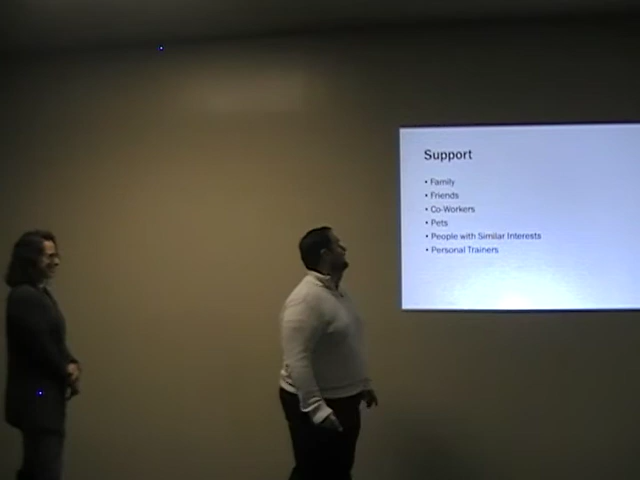 Support
• Family
• Friends
• Co-Workers
• Pets
• People with Similar Interests
• Personal Trainers